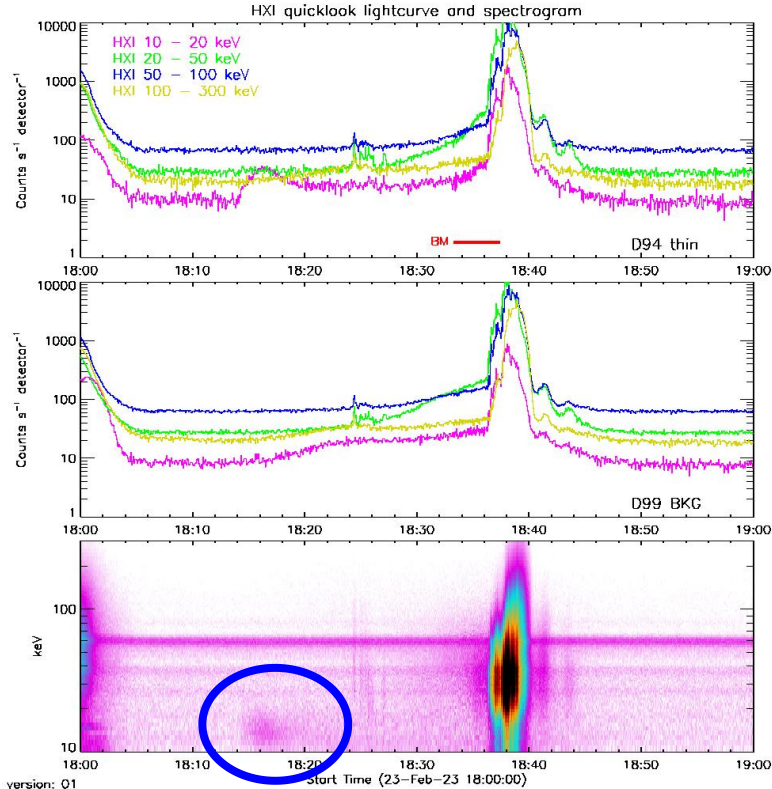 HXI quicklook lightcurve and spectrogram
HXI 10 - 20 keV
HXI 20 - 50 keV
HXI 50 - 100 keV
HXI 100 - 300 keV
10000
1000
100
10
1
Counts s⁻¹ detector⁻¹
BM
D94 thin
18:00 18:10 18:20 18:30 18:40 18:50 19:00
10000
1000
100
10
1
Counts s⁻¹ detector⁻¹
D99 BKG
18:00 18:10 18:20 18:30 18:40 18:50 19:00
100
10
keV
18:00 18:10 18:20 18:30 18:40 18:50 19:00
Start Time (23-Feb-23 18:00:00)
version: 01